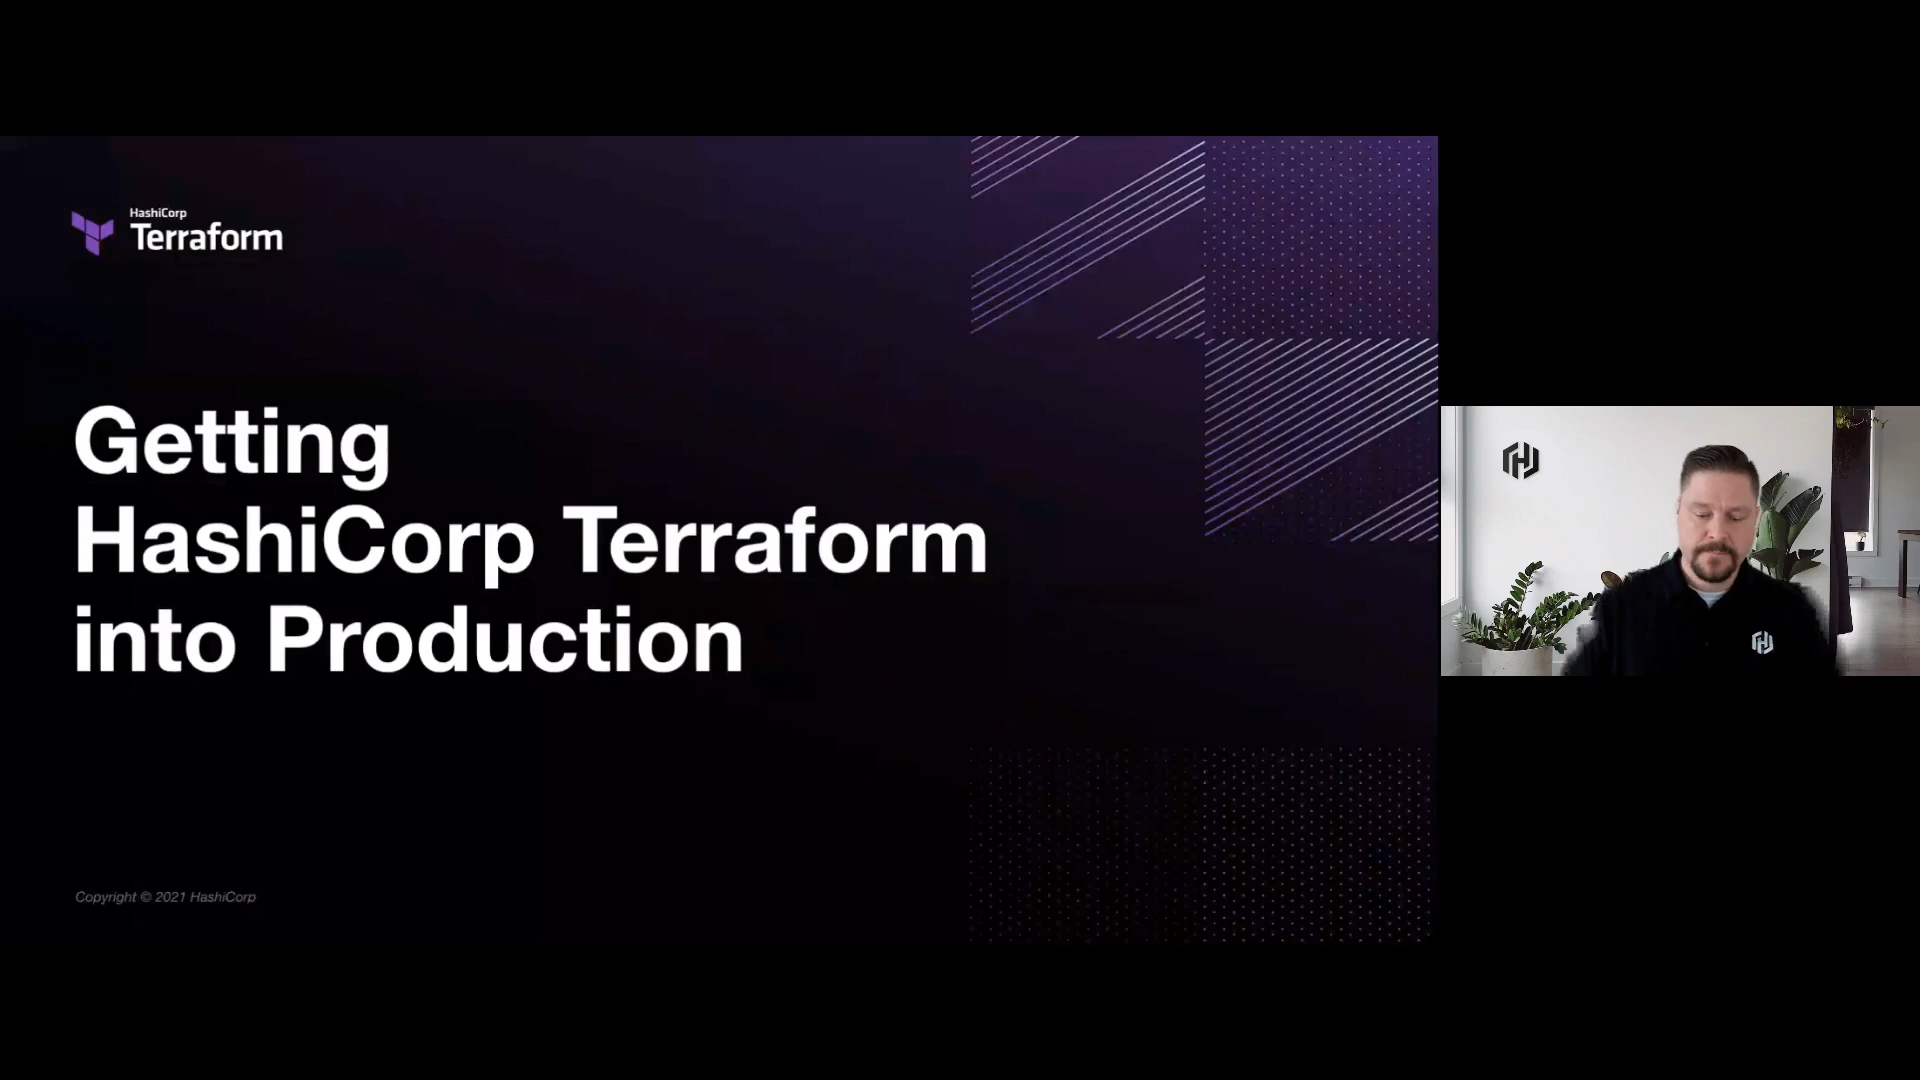 HashiCorp
Terraform
Getting
HashiCorp Terraform
into Production
Copyright © 2021 HashiCorp